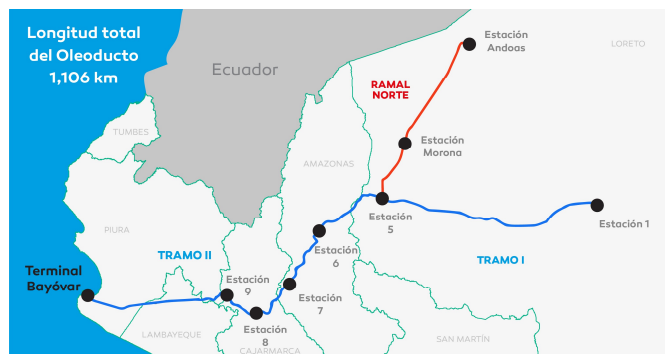 Longitud total
del Oleoducto
1,106 km
Ecuador
Estación
Andoas
LORETO
RAMAL
NORTE
TUMBES
Estación
Morona
AMAZONAS
PIURA
Estación
5
Estación 1
TRAMO II
Estación
6
TRAMO I
Terminal
Bayóvar
Estación
9
Estación
7
Estación
8
LAMBAYEQUE
CAJAMARCA
SAN MARTÍN